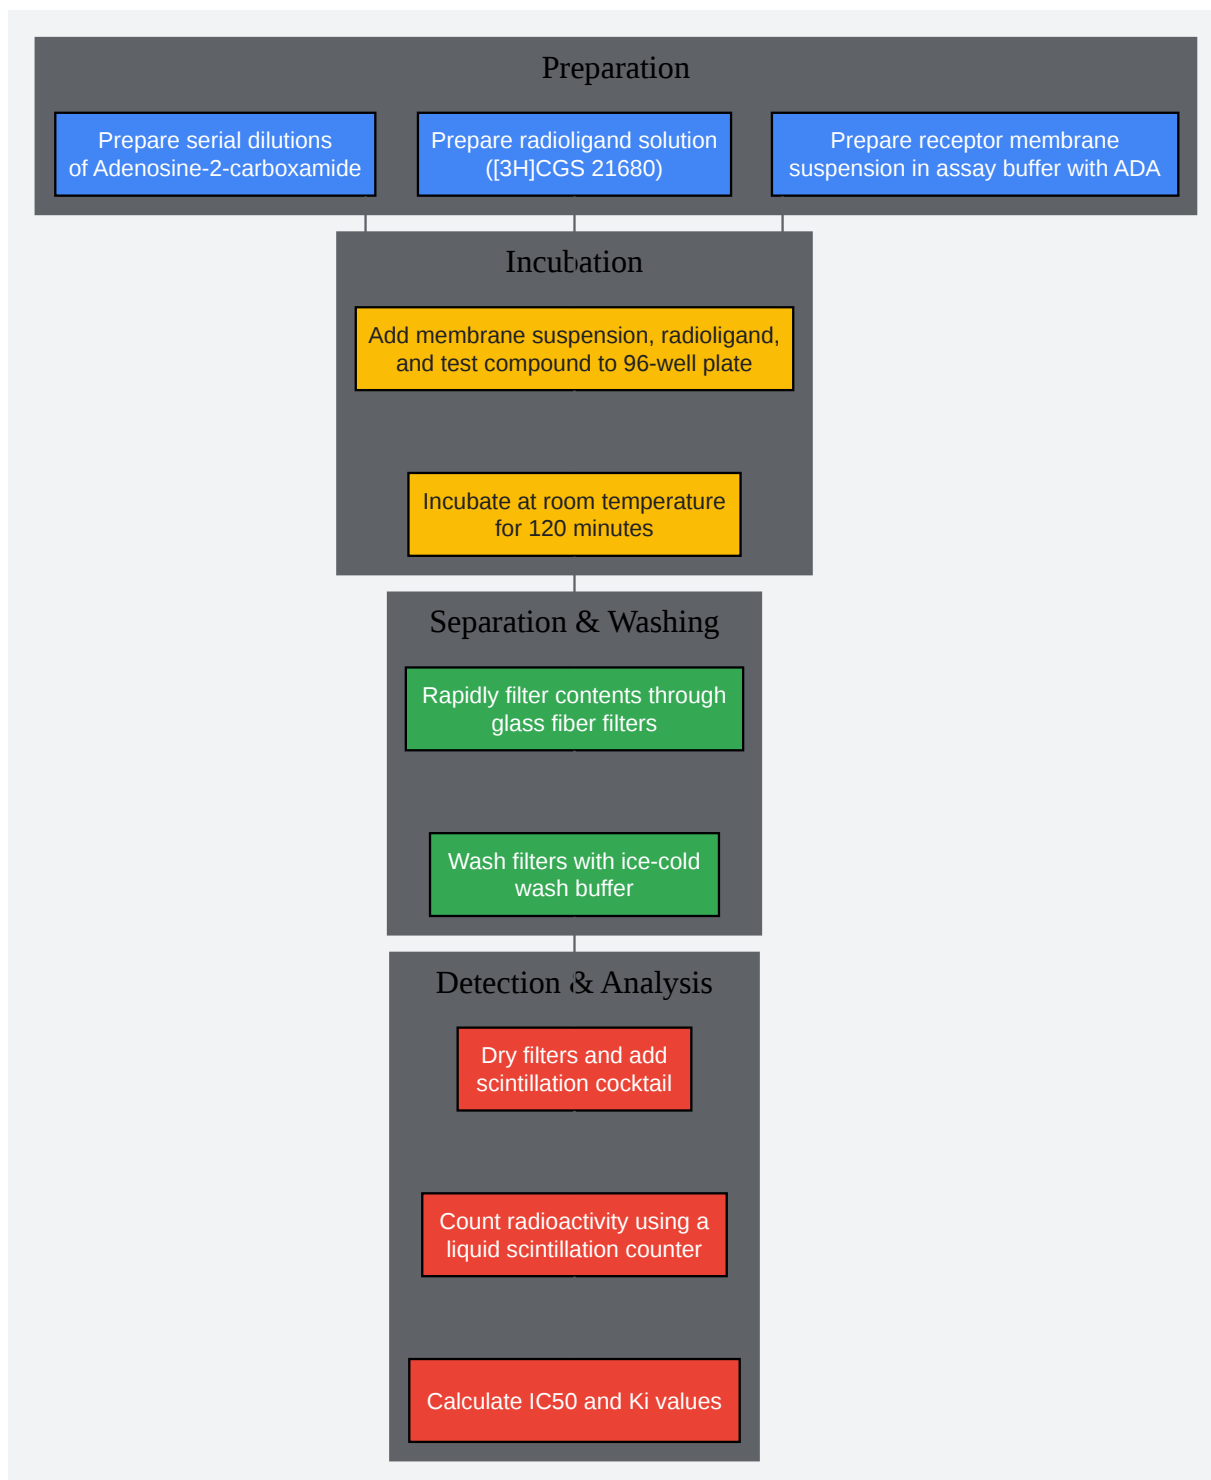 Preparation
Prepare serial dilutions
of Adenosine-2-carboxamide
Prepare radioligand solution
([3H]CGS 21680)
Prepare receptor membrane
suspension in assay buffer with ADA
Incubation
Add membrane suspension, radioligand,
and test compound to 96-well plate
Incubate at room temperature
for 120 minutes
Separation & Washing
Rapidly filter contents through
glass fiber filters
Wash filters with ice-cold
wash buffer
Detection & Analysis
Dry filters and add
scintillation cocktail
Count radioactivity using a
liquid scintillation counter
Calculate IC50 and Ki values